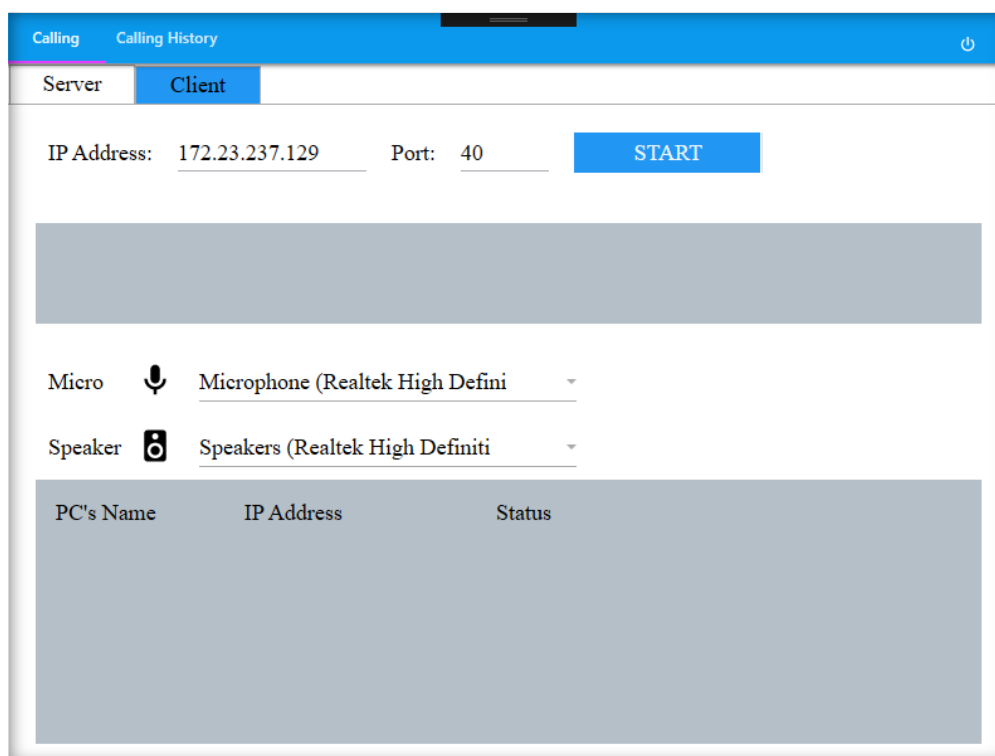 Calling Calling History
Server Client
IP Address: 172.23.237.129 Port: 40 START
Micro Microphone (Realtek High Defini
Speaker Speakers (Realtek High Definiti
PC's Name IP Address Status